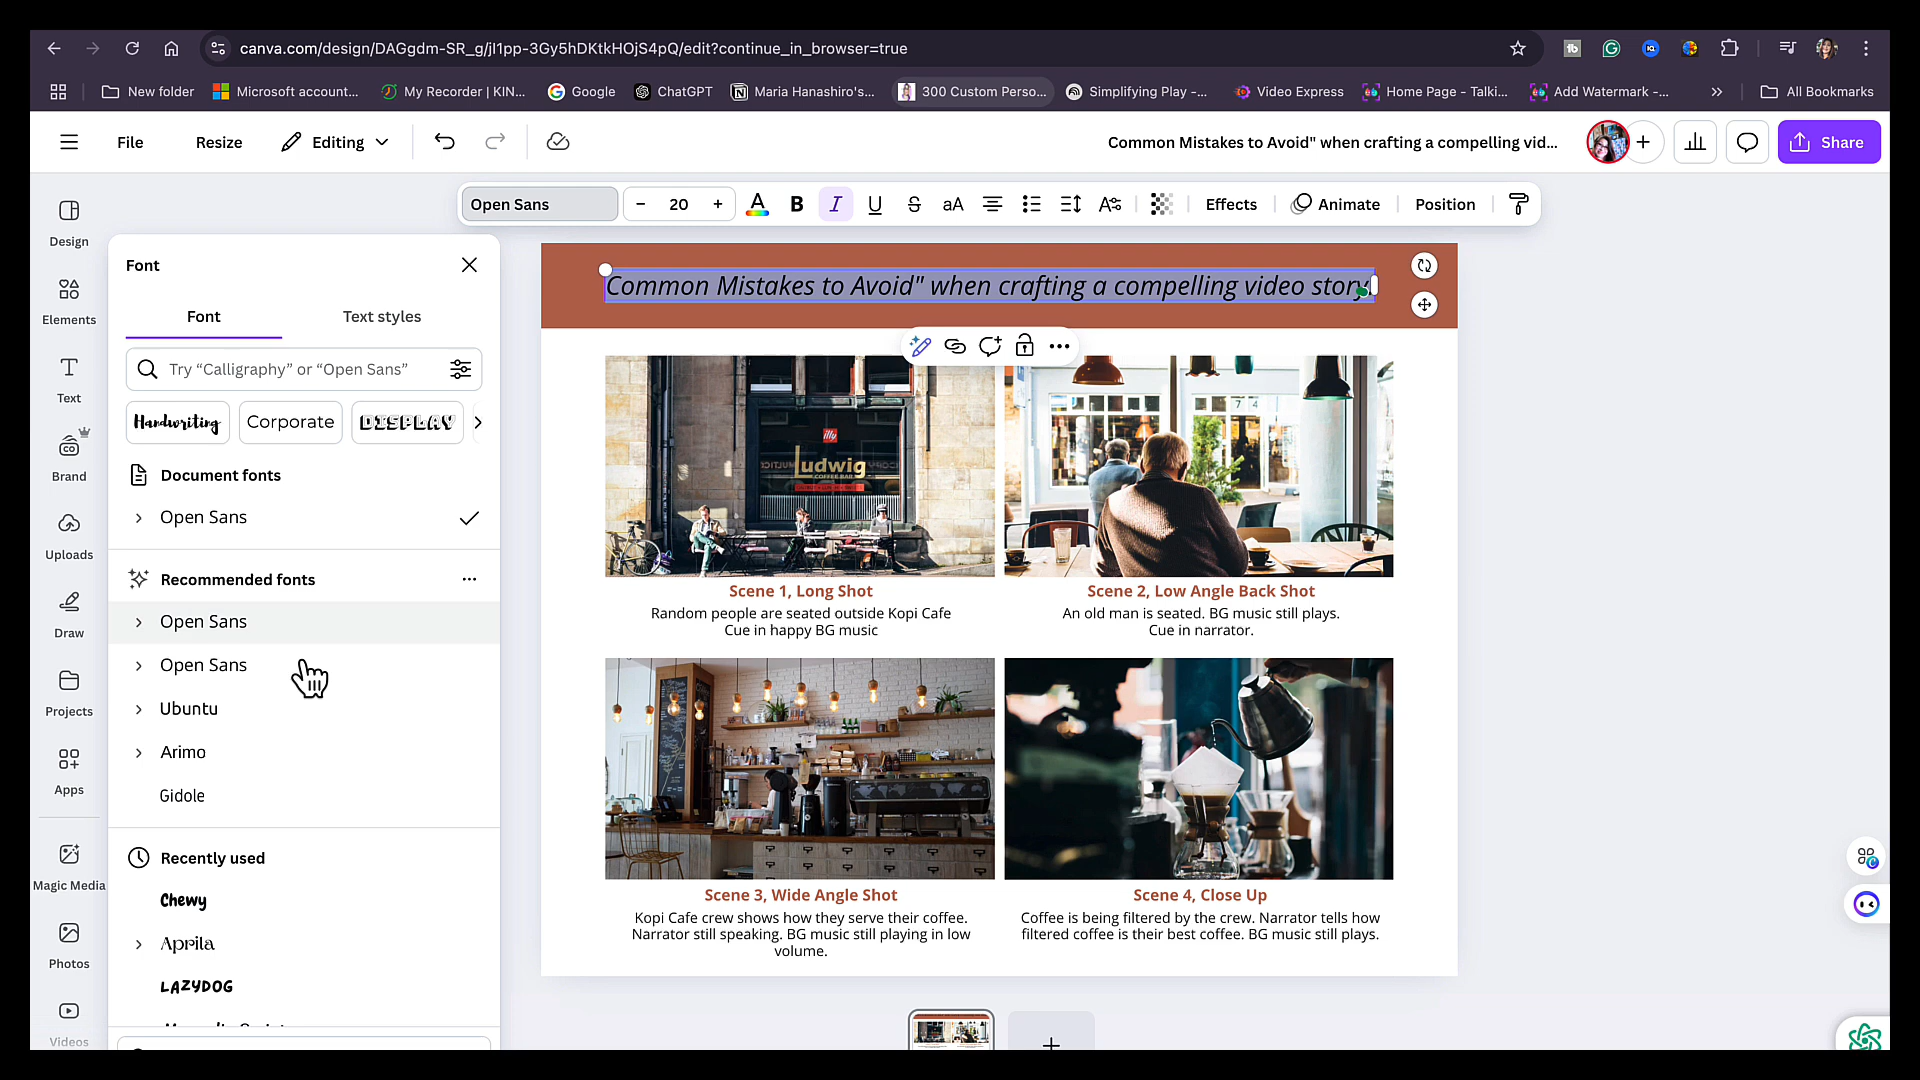 canva.com/design/DAGgdm-SR_g/jI1pp-3Gy5hDKtkHOjS4pQ/edit?continue_in_browser=true
New folder
Microsoft account...
My Recorder | KIN...
Google
ChatGPT
Maria Hanashiro's...
300 Custom Perso...
Simplifying Play -...
Video Express
Home Page - Talki...
Add Watermark -...
All Bookmarks
File
Resize
Editing
Common Mistakes to Avoid" when crafting a compelling vid...
Share
Open Sans
20
B
I
U
S
aA
Effects
Animate
Position
Design
Elements
Text
Brand
Uploads
Draw
Projects
Apps
Magic Media
Photos
Videos
Font
Font
Text styles
Try “Calligraphy” or “Open Sans”
Handwriting
Corporate
DISPLAY
Document fonts
Open Sans
Recommended fonts
Open Sans
Open Sans
Ubuntu
Arimo
Gidole
Recently used
Chewy
Aprila
LAZYDOG
Common Mistakes to Avoid" when crafting a compelling video story.
illy
ludwig
COFFEE BAR
7 4
Scene 1, Long Shot
Random people are seated outside Kopi Cafe
Cue in happy BG music
Scene 2, Low Angle Back Shot
An old man is seated. BG music still plays.
Cue in narrator.
Scene 3, Wide Angle Shot
Kopi Cafe crew shows how they serve their coffee.
Narrator still speaking. BG music still playing in low
volume.
Scene 4, Close Up
Coffee is being filtered by the crew. Narrator tells how
filtered coffee is their best coffee. BG music still plays.